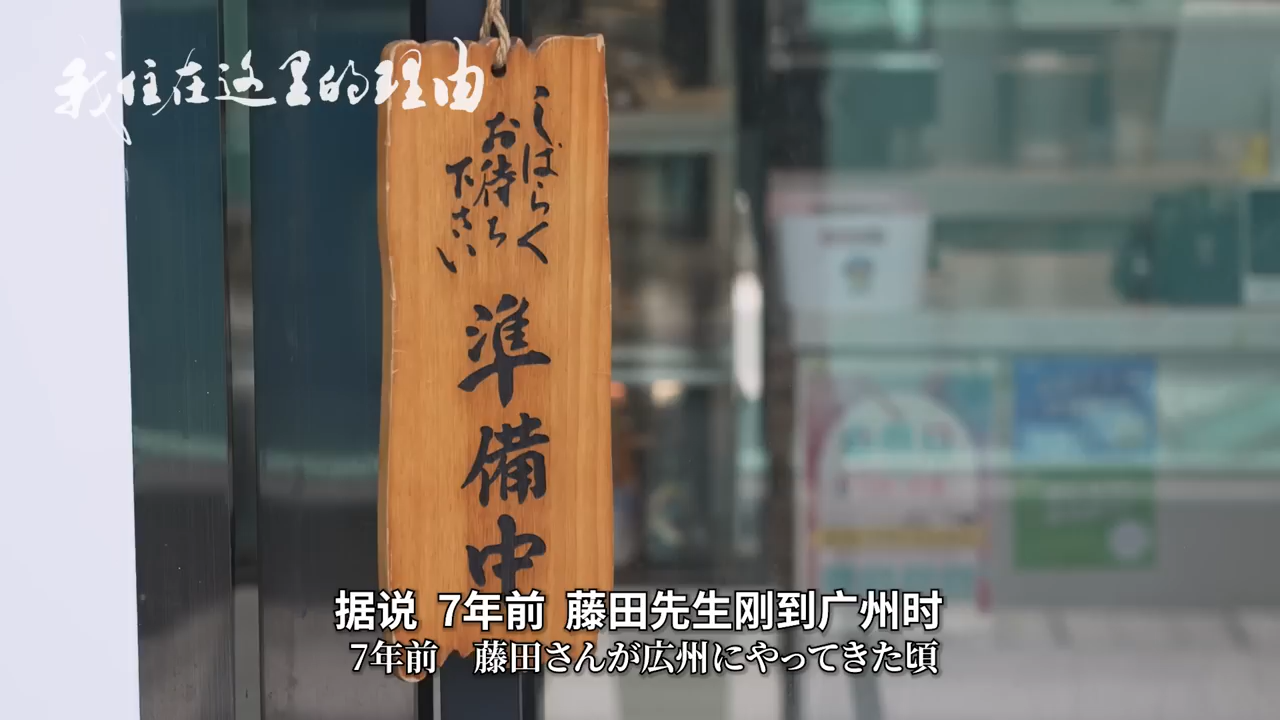 我住在这里的理由
しばらく
お待ち
下さい
準備中
据说 7年前 藤田先生刚到广州时
7年前 藤田さんが広州にやってきた頃